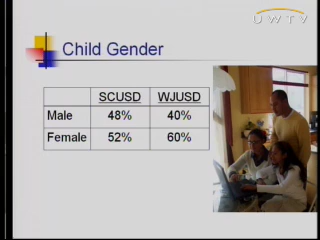 UWTV
Child Gender
SCUSD WJUSD
Male 48% 40%
Female 52% 60%